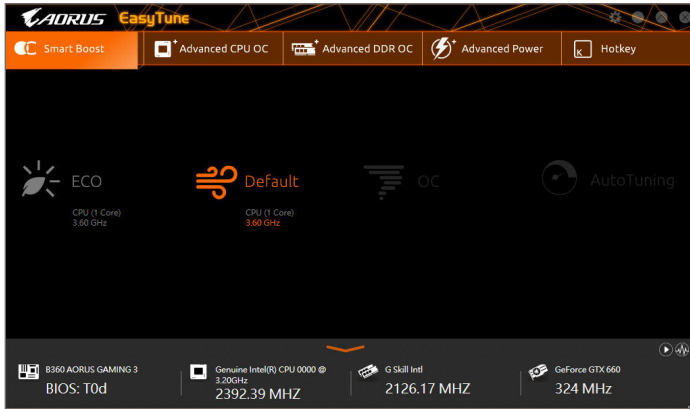 AORUS EasyTune
Smart Boost
Advanced CPU OC
Advanced DDR OC
Advanced Power
K
Hotkey
ECO
CPU (1 Core)
3.60 GHz
Default
CPU (1 Core)
3.60 GHz
OC
AutoTuning
B360 AORUS GAMING 3
BIOS: T0d
Genuine Intel(R) CPU 0000 @
3.20GHz
2392.39 MHZ
G Skill Intl
2126.17 MHZ
GeForce GTX 660
324 MHz